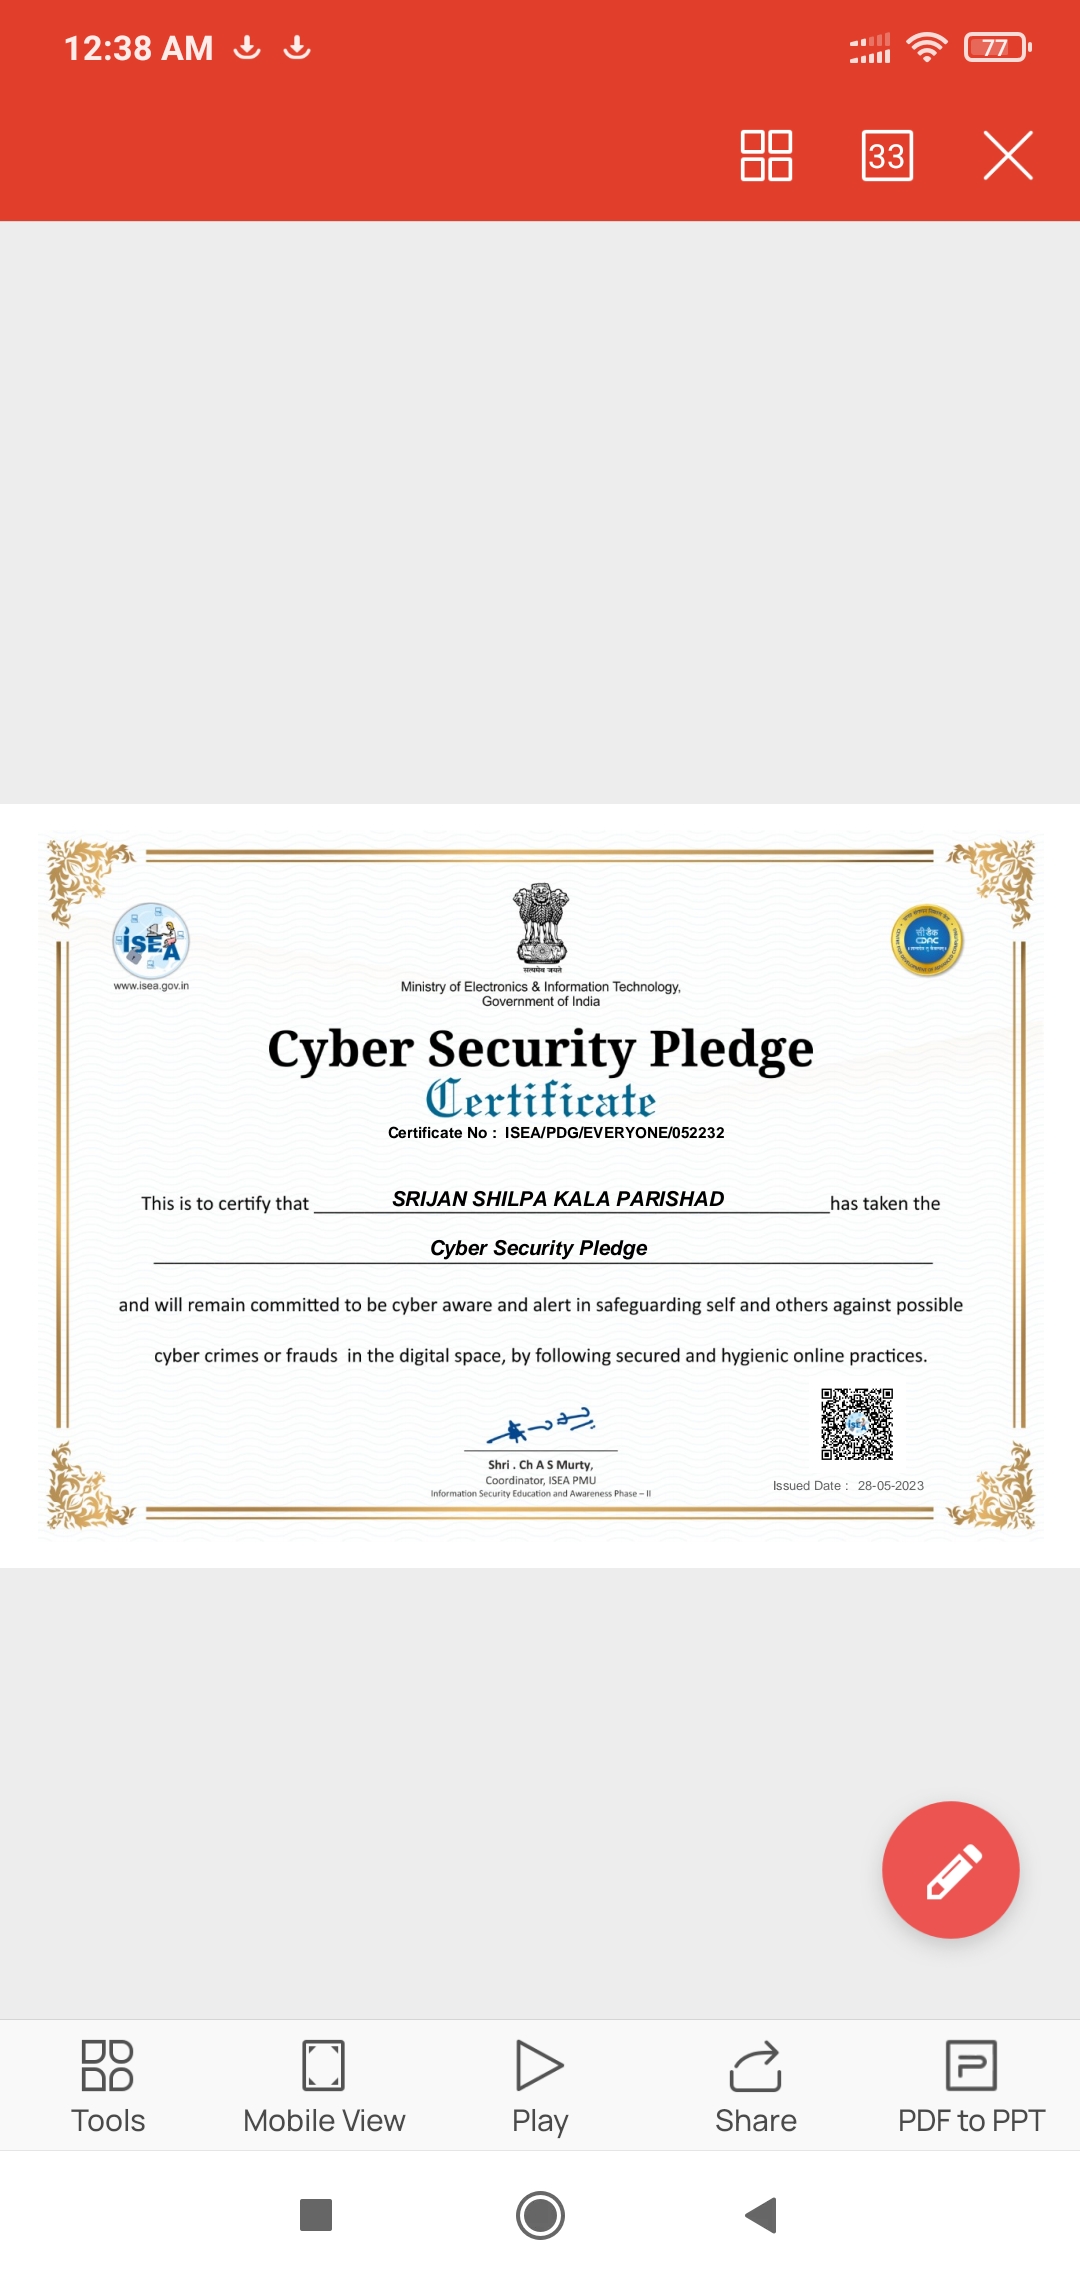 12:38 AM
77
33
iSEA
www.isea.gov.in
सत्यमेव जयते
सी डैक
CDAC
Ministry of Electronics & Information Technology,
Government of India
Cyber Security Pledge
Certificate
Certificate No : ISEA/PDG/EVERYONE/052232
This is to certify that SRIJAN SHILPA KALA PARISHAD has taken the
Cyber Security Pledge
and will remain committed to be cyber aware and alert in safeguarding self and others against possible
cyber crimes or frauds in the digital space, by following secured and hygienic online practices.
Shri . Ch A S Murty,
Coordinator, ISEA PMU
Information Security Education and Awareness Phase – II
Issued Date : 28-05-2023
Tools
Mobile View
Play
Share
PDF to PPT